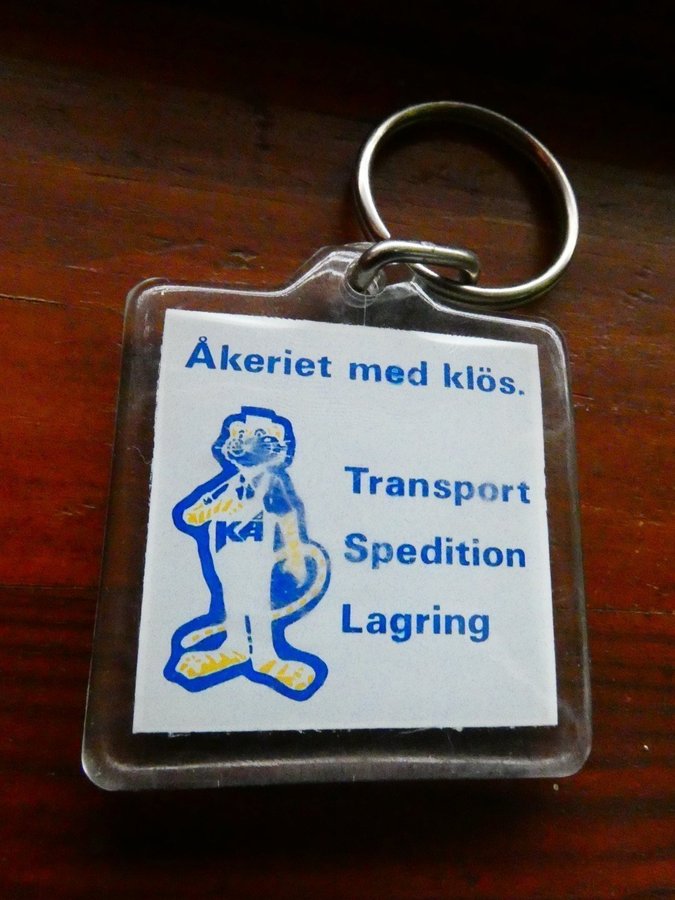 Åkeriet med klös.
KÅ
Transport
Spedition
Lagring